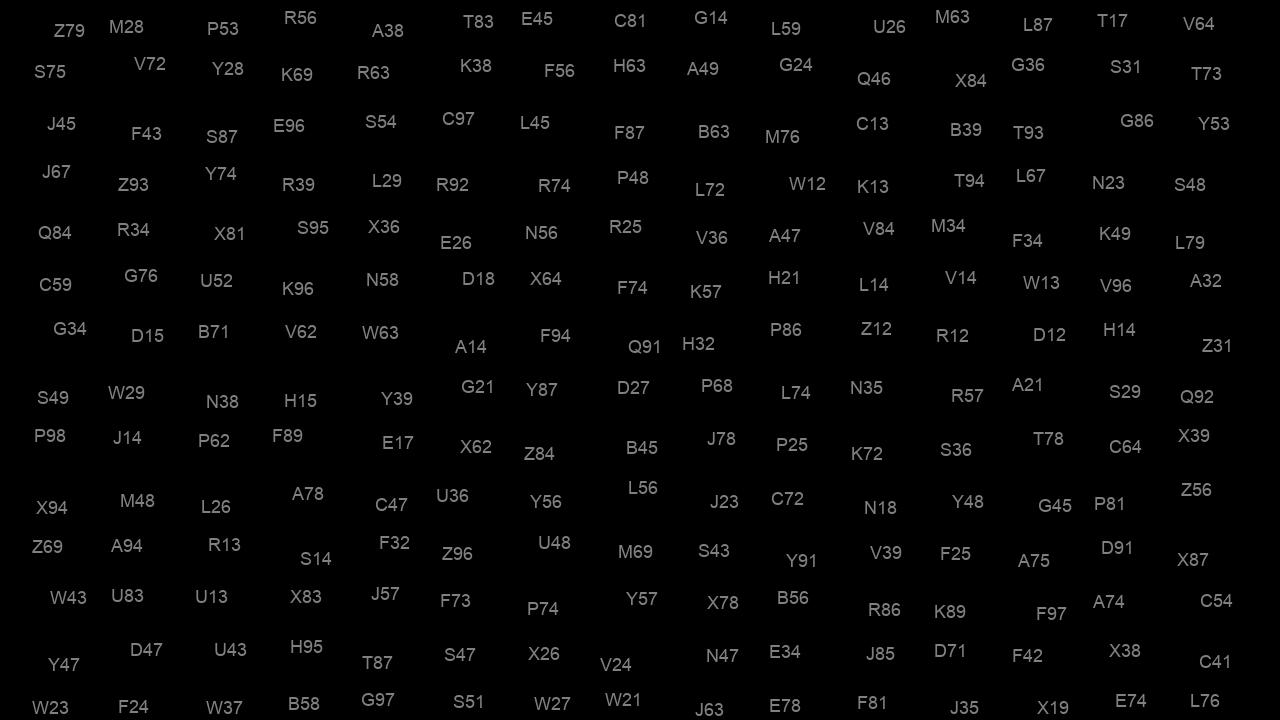 Z79 M28 P53 R56 A38 T83 E45 C81 G14 L59 U26 M63 L87 T17 V64
S75 V72 Y28 K69 R63 K38 F56 H63 A49 G24 Q46 X84 G36 S31 T73
J45 F43 S87 E96 S54 C97 L45 F87 B63 M76 C13 B39 T93 G86 Y53
J67 Z93 Y74 R39 L29 R92 R74 P48 L72 W12 K13 T94 L67 N23 S48
Q84 R34 X81 S95 X36 E26 N56 R25 V36 A47 V84 M34 F34 K49 L79
C59 G76 U52 K96 N58 D18 X64 F74 K57 H21 L14 V14 W13 V96 A32
G34 D15 B71 V62 W63 A14 F94 Q91 H32 P86 Z12 R12 D12 H14 Z31
S49 W29 N38 H15 Y39 G21 Y87 D27 P68 L74 N35 R57 A21 S29 Q92
P98 J14 P62 F89 E17 X62 Z84 B45 J78 P25 K72 S36 T78 C64 X39
X94 M48 L26 A78 C47 U36 Y56 L56 J23 C72 N18 Y48 G45 P81 Z56
Z69 A94 R13 S14 F32 Z96 U48 M69 S43 Y91 V39 F25 A75 D91 X87
W43 U83 U13 X83 J57 F73 P74 Y57 X78 B56 R86 K89 F97 A74 C54
Y47 D47 U43 H95 T87 S47 X26 V24 N47 E34 J85 D71 F42 X38 C41
W23 F24 W37 B58 G97 S51 W27 W21 J63 E78 F81 J35 X19 E74 L76